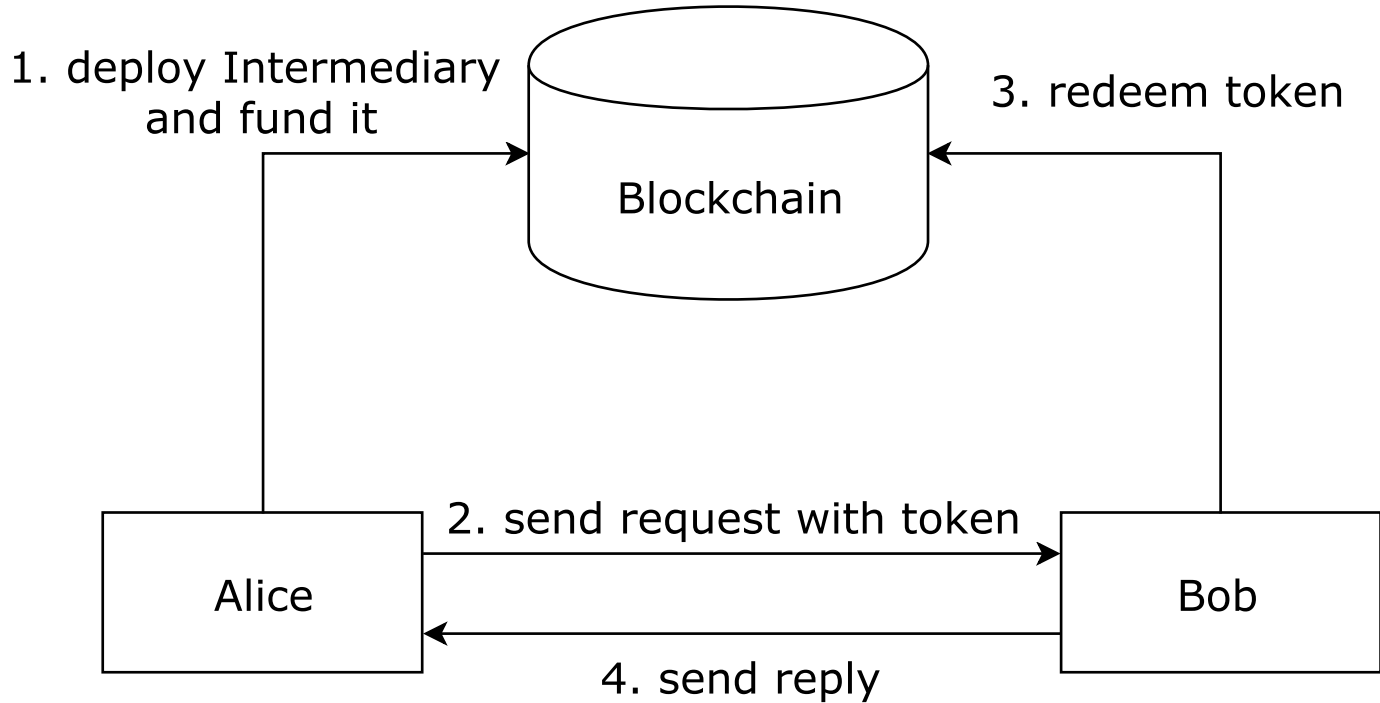 1. deploy Intermediary
and fund it
3. redeem token
Blockchain
2. send request with token
Alice
Bob
4. send reply